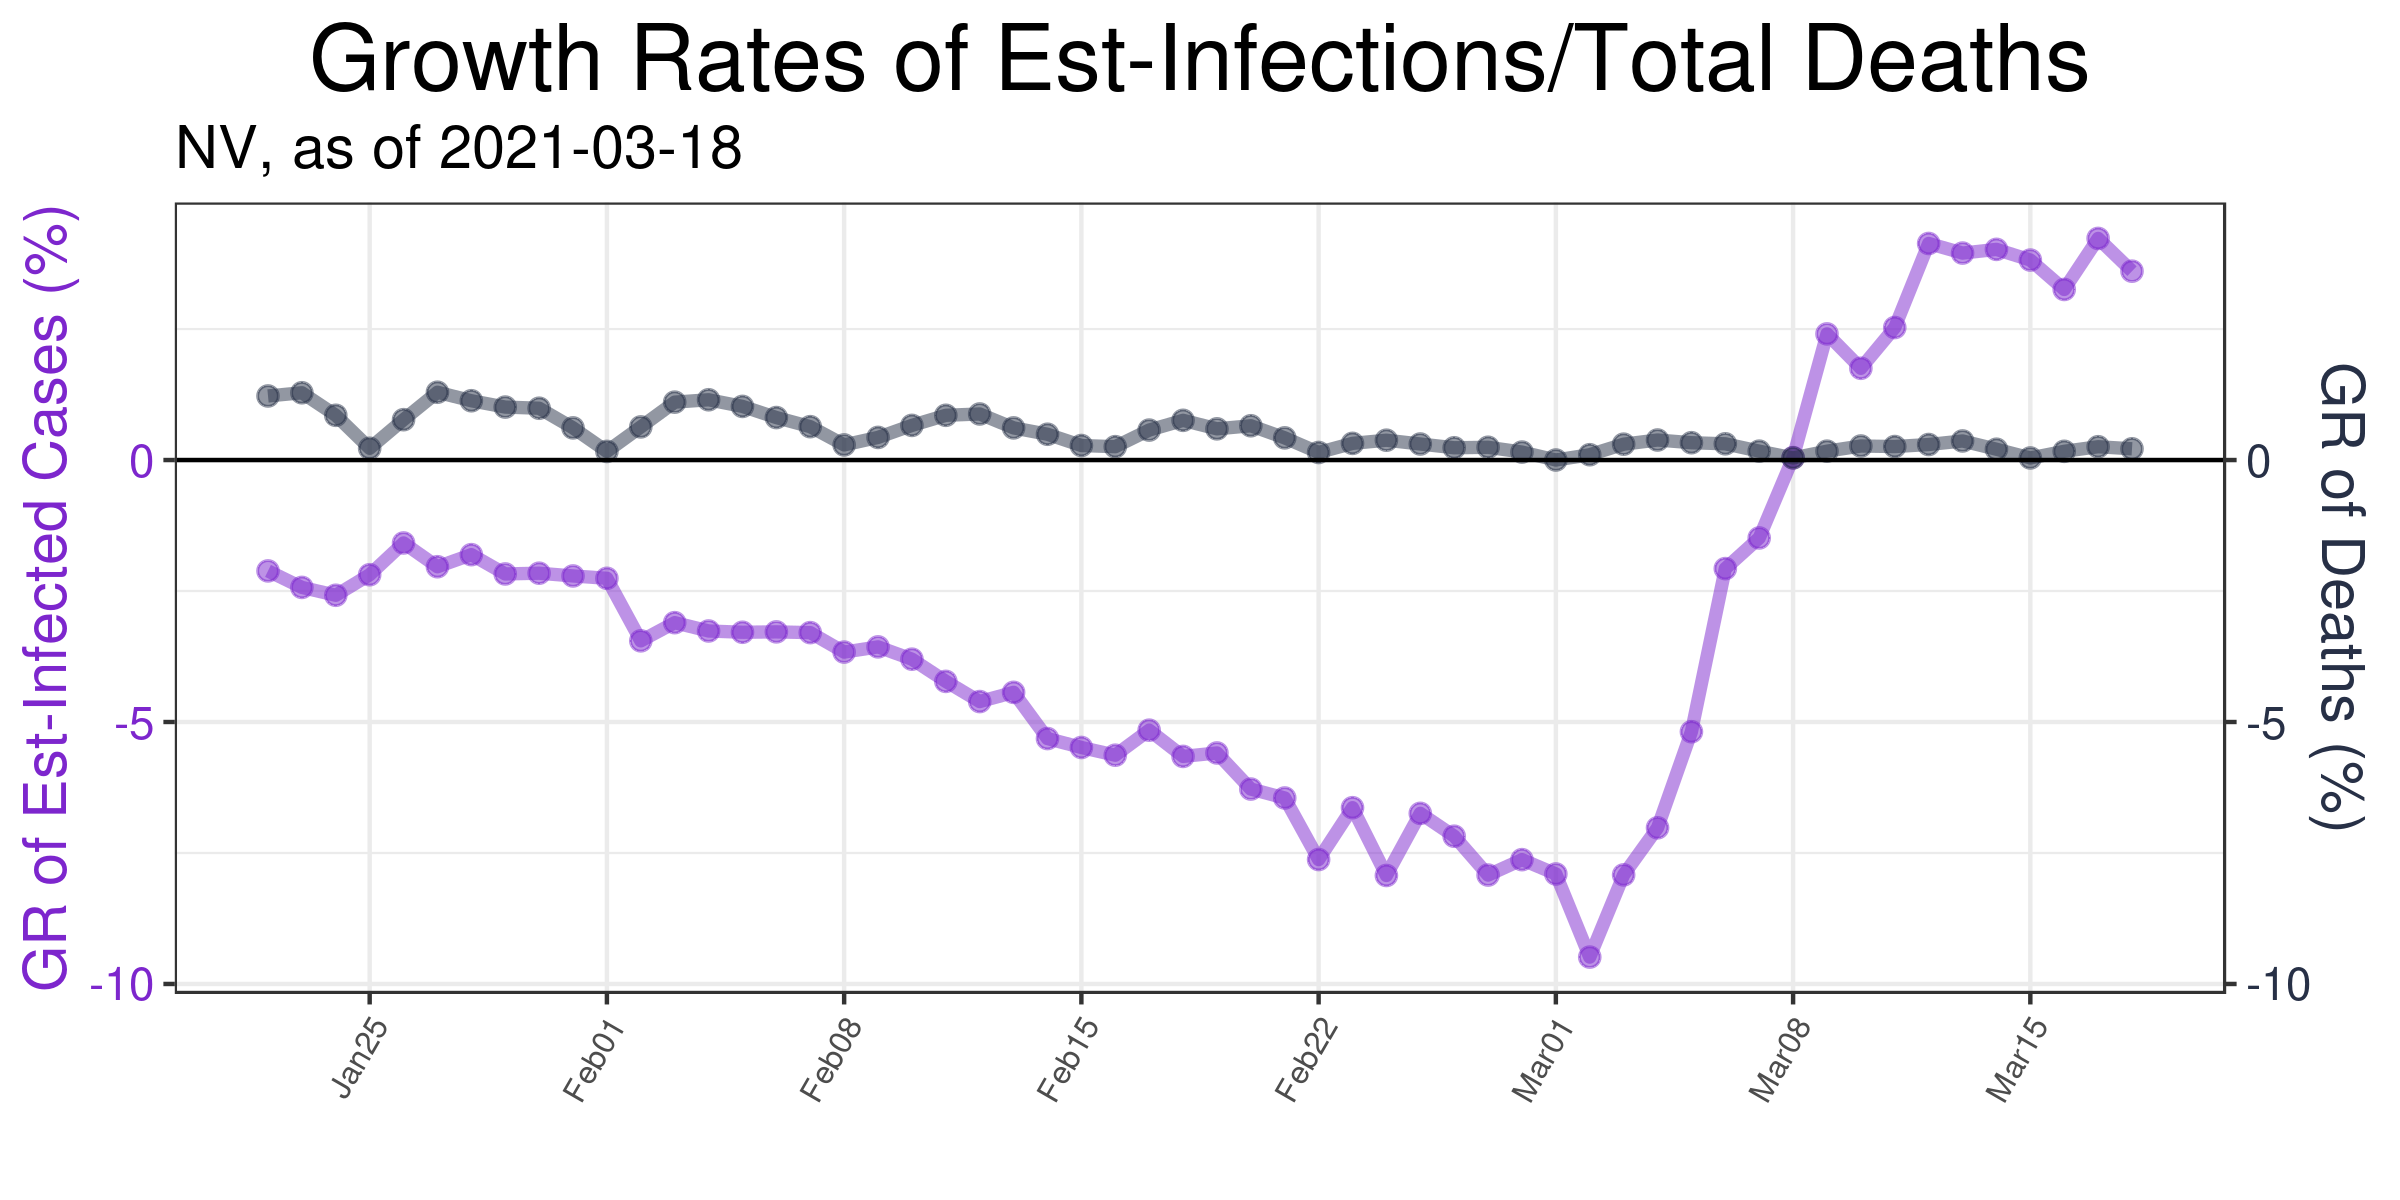 Growth Rates of Est-Infections/Total Deaths
NV, as of 2021-03-18
GR of Est-Infected Cases (%)
0
-5
-10
0
-5
-10
GR of Deaths (%)
Jan25
Feb01
Feb08
Feb15
Feb22
Mar01
Mar08
Mar15